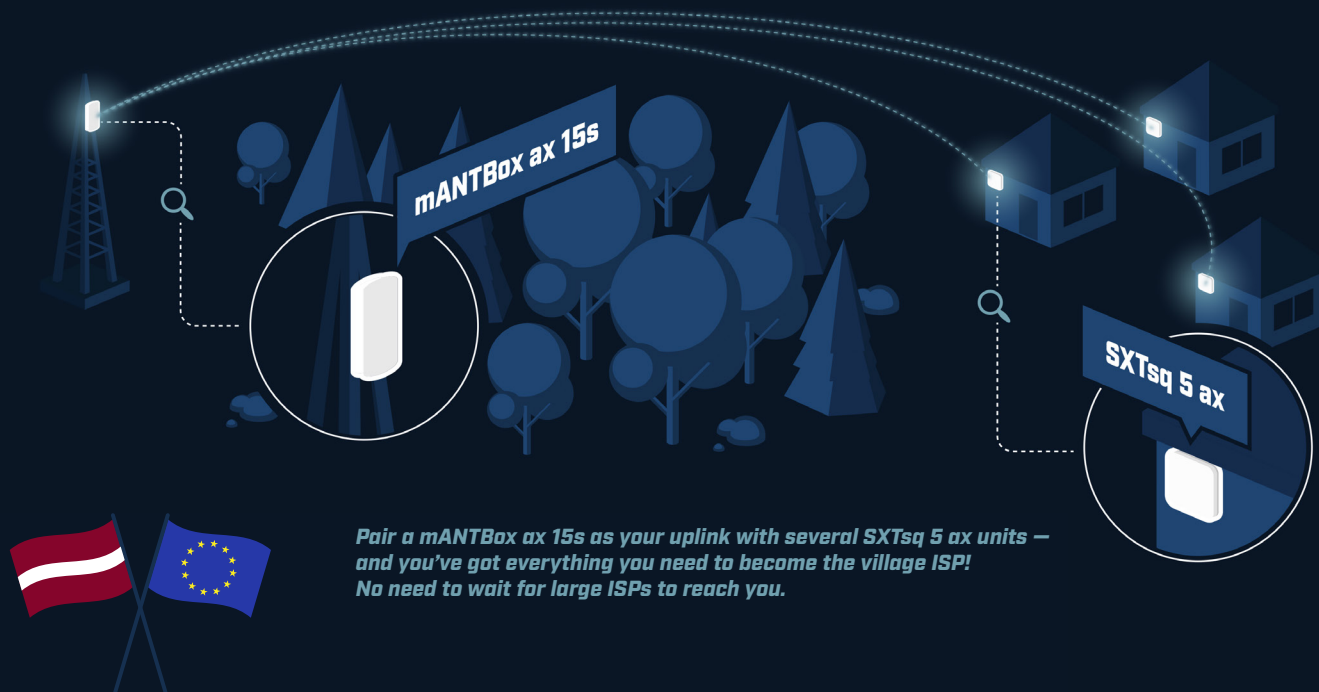 mANTBox ax 15s
SXTsq 5 ax
Pair a mANTBox ax 15s as your uplink with several SXTsq 5 ax units —
and you’ve got everything you need to become the village ISP!
No need to wait for large ISPs to reach you.